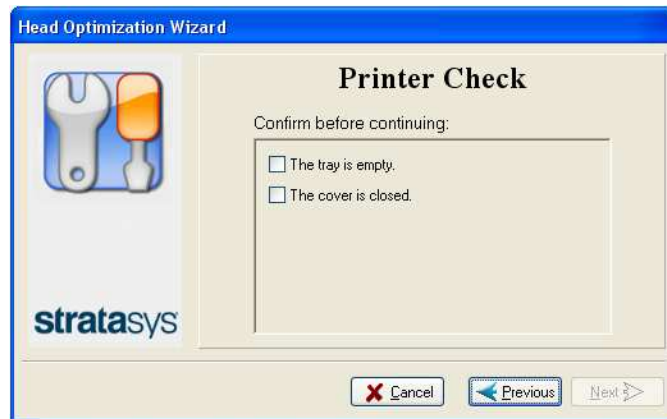 Head Optimization Wizard
Printer Check
Confirm before continuing:
The tray is empty.
The cover is closed.
stratasys
Cancel
Previous
Next